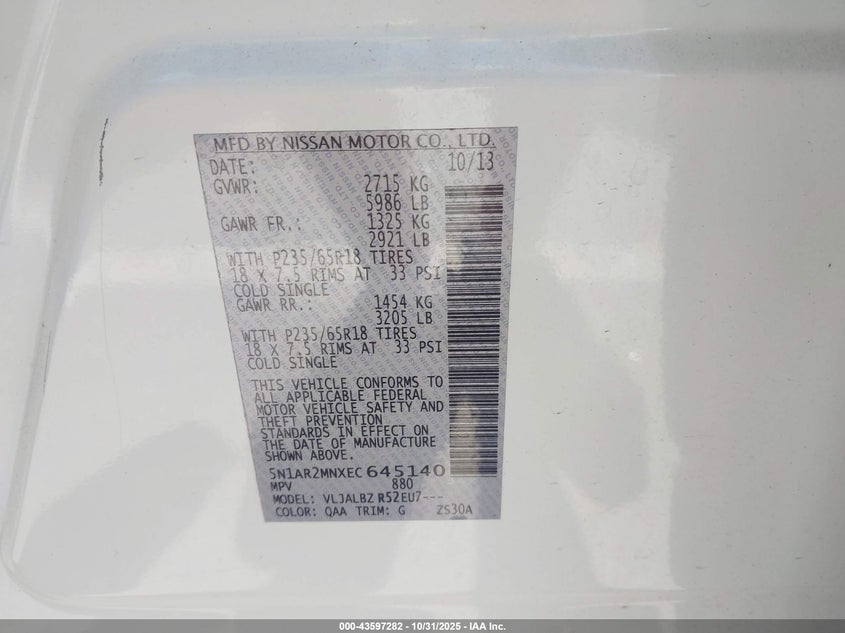 MFD BY NISSAN MOTOR CO., LTD.
DATE: 10/13
GVWR: 2715 KG
5986 LB
GAWR FR.: 1325 KG
2921 LB
WITH P235/65R18 TIRES
18 X 7.5 RIMS AT 33 PSI
COLD SINGLE
GAWR RR.: 1454 KG
3205 LB
WITH P235/65R18 TIRES
18 X 7.5 RIMS AT 33 PSI
COLD SINGLE
THIS VEHICLE CONFORMS TO
ALL APPLICABLE FEDERAL
MOTOR VEHICLE SAFETY AND
THEFT PREVENTION
STANDARDS IN EFFECT ON
THE DATE OF MANUFACTURE
SHOWN ABOVE.
5N1AR2MNXEC645140
MPV 880
MODEL: VLJALBZ R52EU7---
COLOR: QAA TRIM: G ZS30A
000-43597282 - 10/31/2025 - IAA Inc.